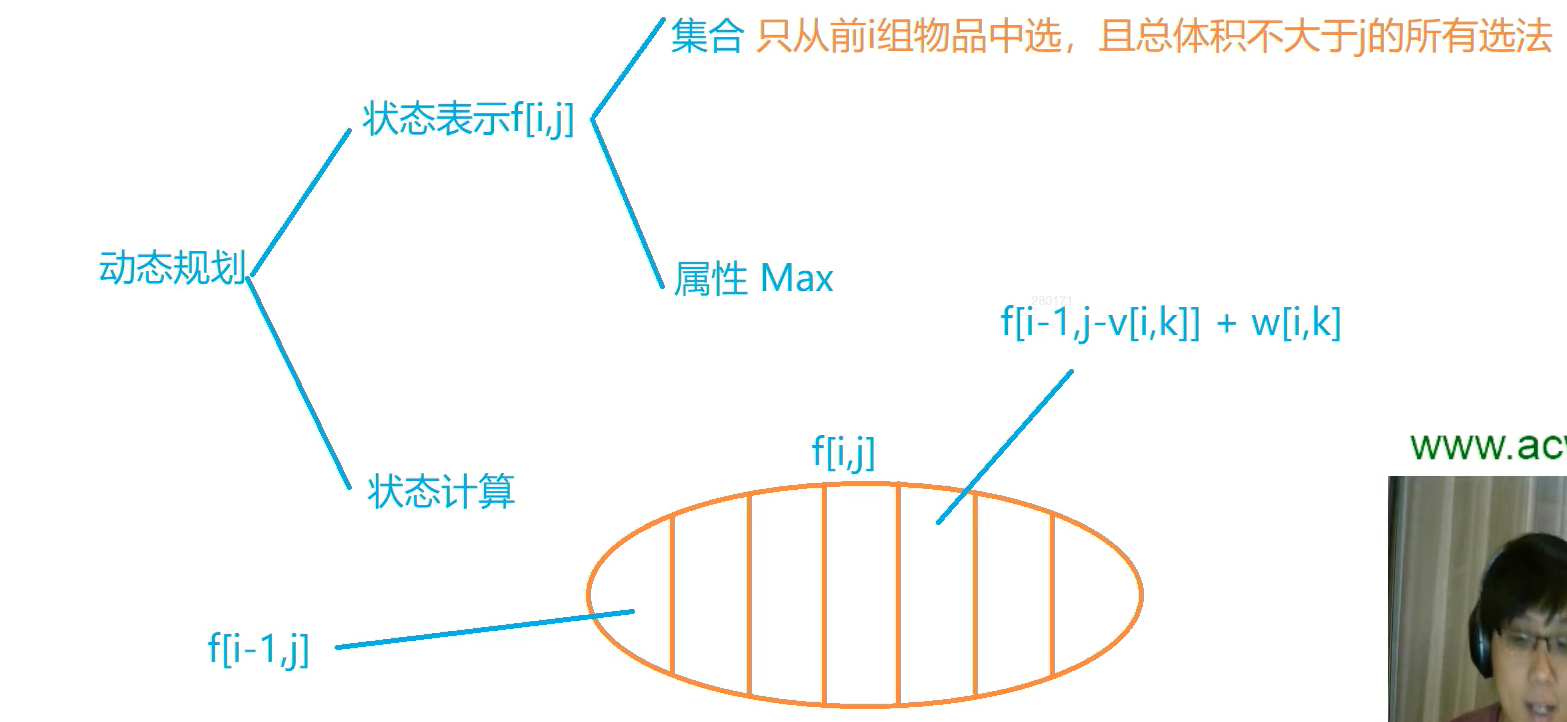 集合 只从前i组物品中选，且总体积不大于j的所有选法
状态表示f[i,j]
动态规划
属性 Max
280171
f[i-1,j-v[i,k]] + w[i,k]
f[i,j]
www.acw
状态计算
f[i-1,j]